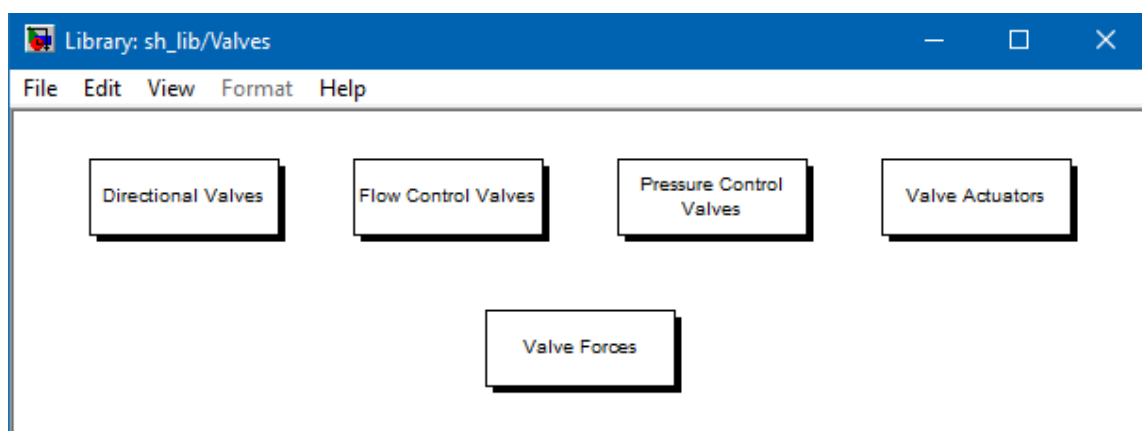 Library: sh_lib/Valves
File Edit View Format Help
Directional Valves
Flow Control Valves
Pressure Control
Valves
Valve Actuators
Valve Forces